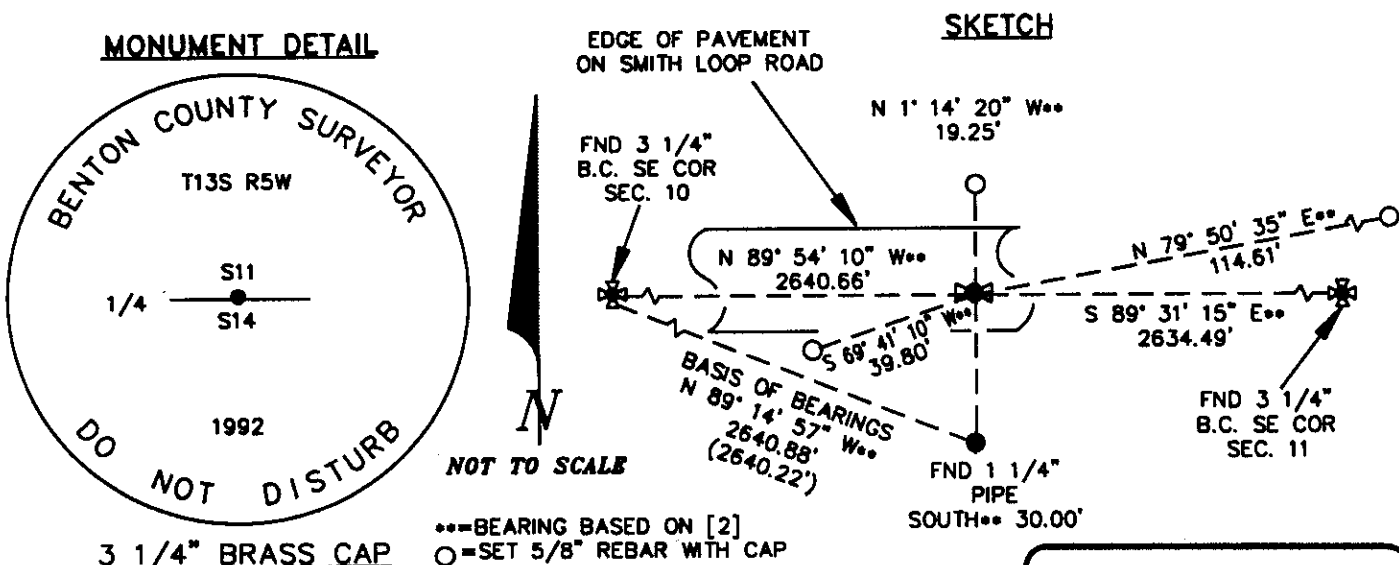 MONUMENT DETAIL
BENTON COUNTY SURVEYOR
T13S R5W
S11
1/4
S14
1992
DO NOT DISTURB
3 1/4" BRASS CAP
N
NOT TO SCALE
**=BEARING BASED ON [2]
O=SET 5/8" REBAR WITH CAP
SKETCH
EDGE OF PAVEMENT
ON SMITH LOOP ROAD
N 1° 14' 20" W**
19.25'
FND 3 1/4"
B.C. SE COR
SEC. 10
N 89° 54' 10" W**
2640.66'
N 79° 50' 35" E**
114.61'
S 89° 31' 15" E**
2634.49'
S 69° 41' 10" W**
39.80'
BASIS OF BEARINGS
N 89° 14' 57" W**
2640.88'
(2640.22')
FND 1 1/4"
PIPE
SOUTH** 30.00'
FND 3 1/4"
B.C. SE COR
SEC. 11